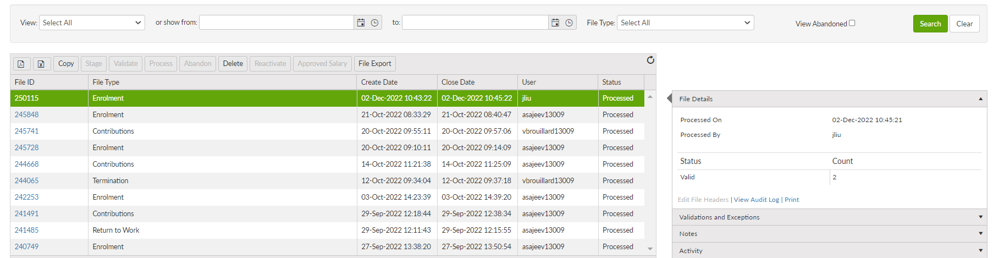 View: Select All or show from: to: File Type: Select All View Abandoned Search Clear
Copy Stage Validate Process Abandon Delete Reactivate Approved Salary File Export
File ID File Type Create Date Close Date User Status
250115 Enrolment 02-Dec-2022 10:43:22 02-Dec-2022 10:45:22 jliu Processed
245848 Enrolment 21-Oct-2022 08:33:29 21-Oct-2022 08:40:47 asajeev13009 Processed
245741 Contributions 20-Oct-2022 09:55:11 20-Oct-2022 09:57:06 vbrouillard13009 Processed
245728 Enrolment 20-Oct-2022 09:10:11 20-Oct-2022 09:14:09 asajeev13009 Processed
244668 Contributions 14-Oct-2022 11:21:38 14-Oct-2022 11:25:09 asajeev13009 Processed
244065 Termination 12-Oct-2022 09:34:04 12-Oct-2022 09:37:18 vbrouillard13009 Processed
242253 Enrolment 03-Oct-2022 14:23:39 03-Oct-2022 14:39:20 asajeev13009 Processed
241491 Contributions 29-Sep-2022 12:18:44 29-Sep-2022 12:38:34 asajeev13009 Processed
241485 Return to Work 29-Sep-2022 12:11:43 29-Sep-2022 12:15:55 asajeev13009 Processed
240749 Enrolment 27-Sep-2022 13:38:20 27-Sep-2022 13:50:54 asajeev13009 Processed
File Details
Processed On 02-Dec-2022 10:45:21
Processed By jliu
Status Count
Valid 2
Edit File Headers | View Audit Log | Print
Validations and Exceptions
Notes
Activity